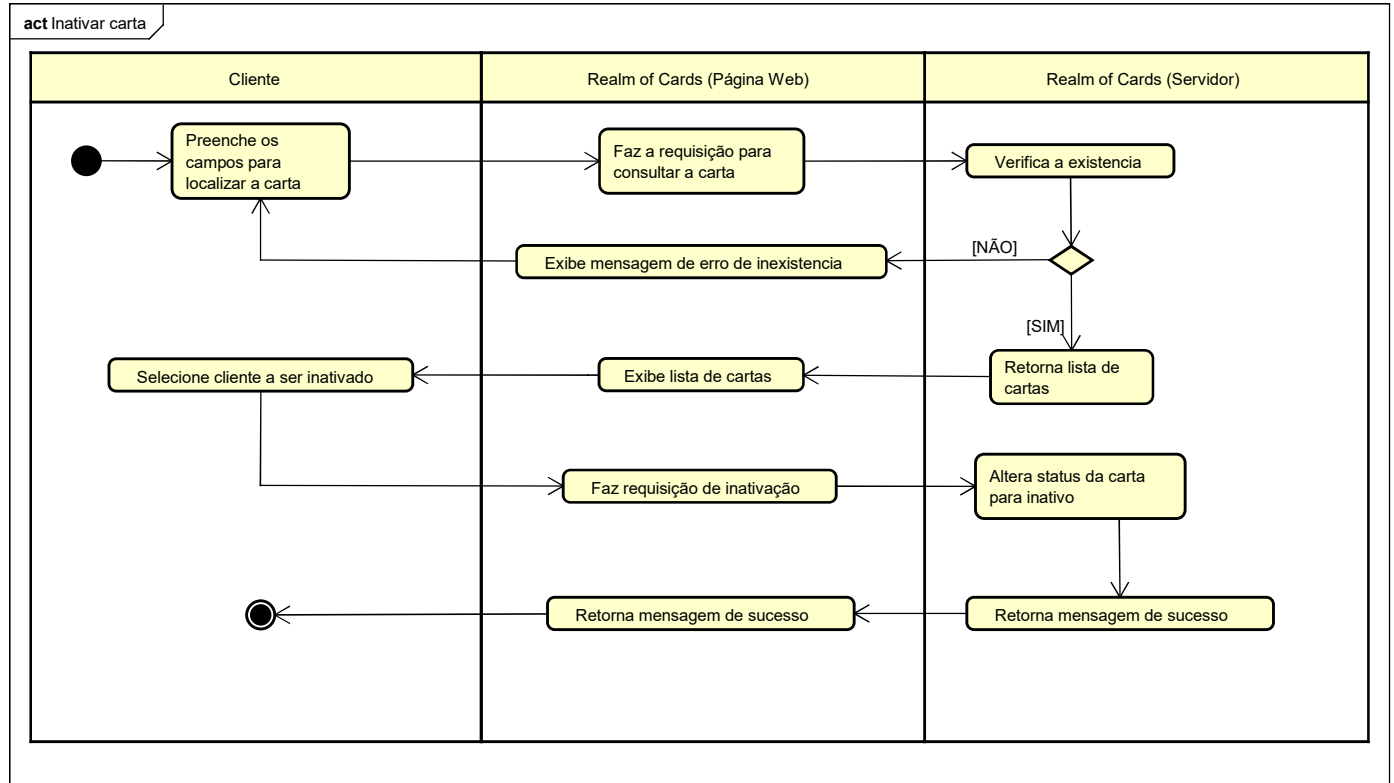 act Inativar carta
Cliente
Realm of Cards (Página Web)
Realm of Cards (Servidor)
Preenche os
campos para
localizar a carta
Faz a requisição para
consultar a carta
Verifica a existencia
[NÃO]
Exibe mensagem de erro de inexistencia
[SIM]
Selecione cliente a ser inativado
Exibe lista de cartas
Retorna lista de
cartas
Faz requisição de inativação
Altera status da carta
para inativo
Retorna mensagem de sucesso
Retorna mensagem de sucesso